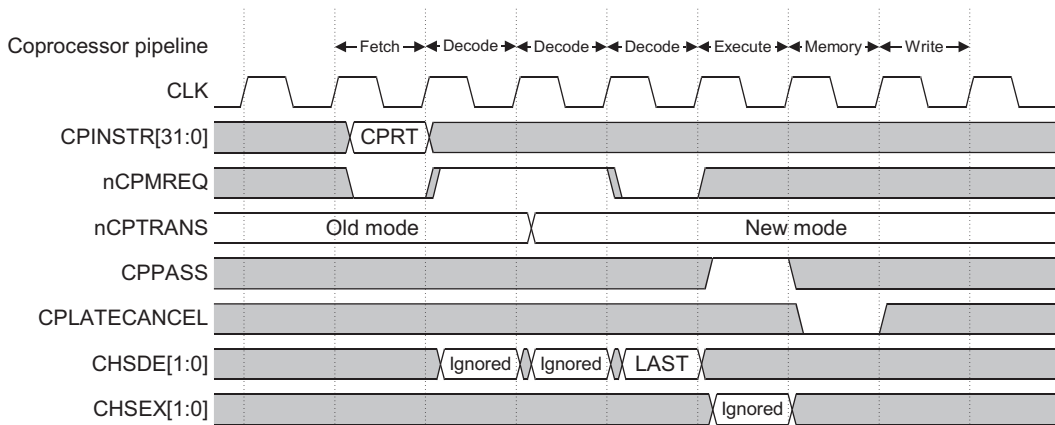 Coprocessor pipeline Fetch Decode Decode Decode Execute Memory Write
CLK
CPINSTR[31:0] CPRT
nCPMREQ
nCPTRANS Old mode New mode
CPPASS
CPLATECANCEL
CHSDE[1:0] Ignored Ignored LAST
CHSEX[1:0] Ignored